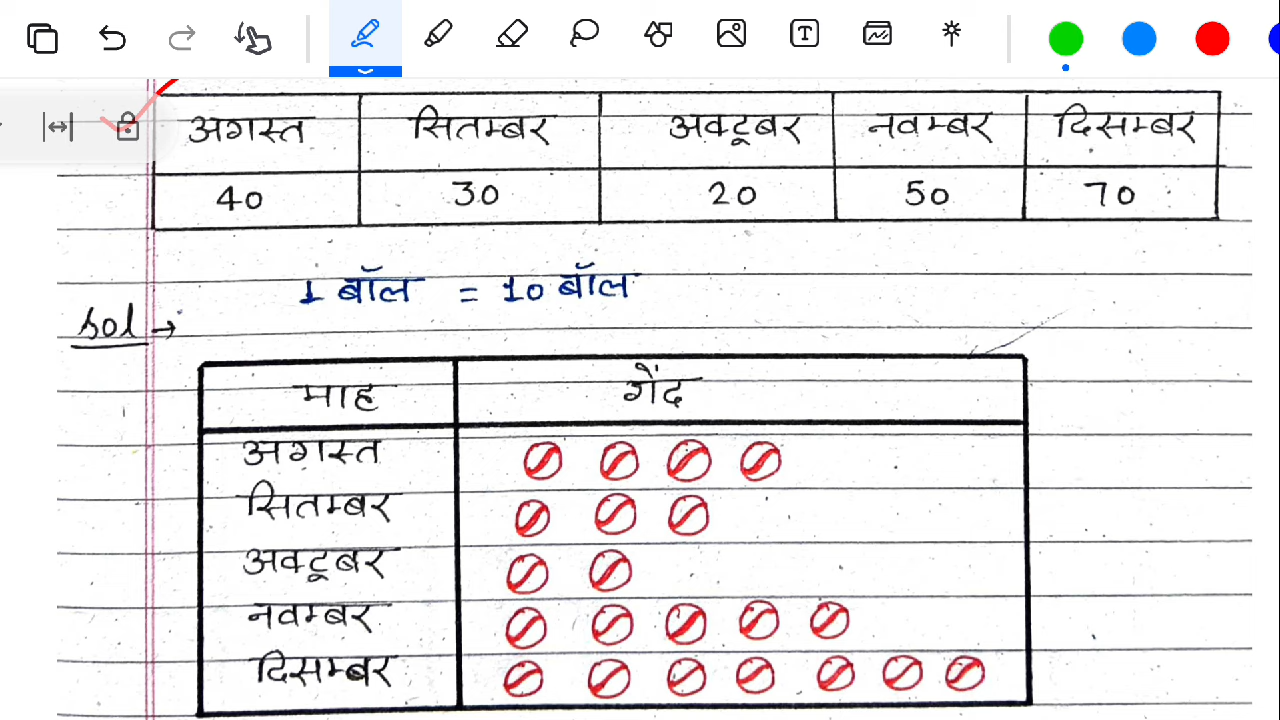 अगस्त सितम्बर अक्टूबर नवम्बर दिसम्बर
40 30 20 50 70
1 बॉल = 10 बॉल
sol →
माह गेंद
अगस्त
सितम्बर
अक्टूबर
नवम्बर
दिसम्बर